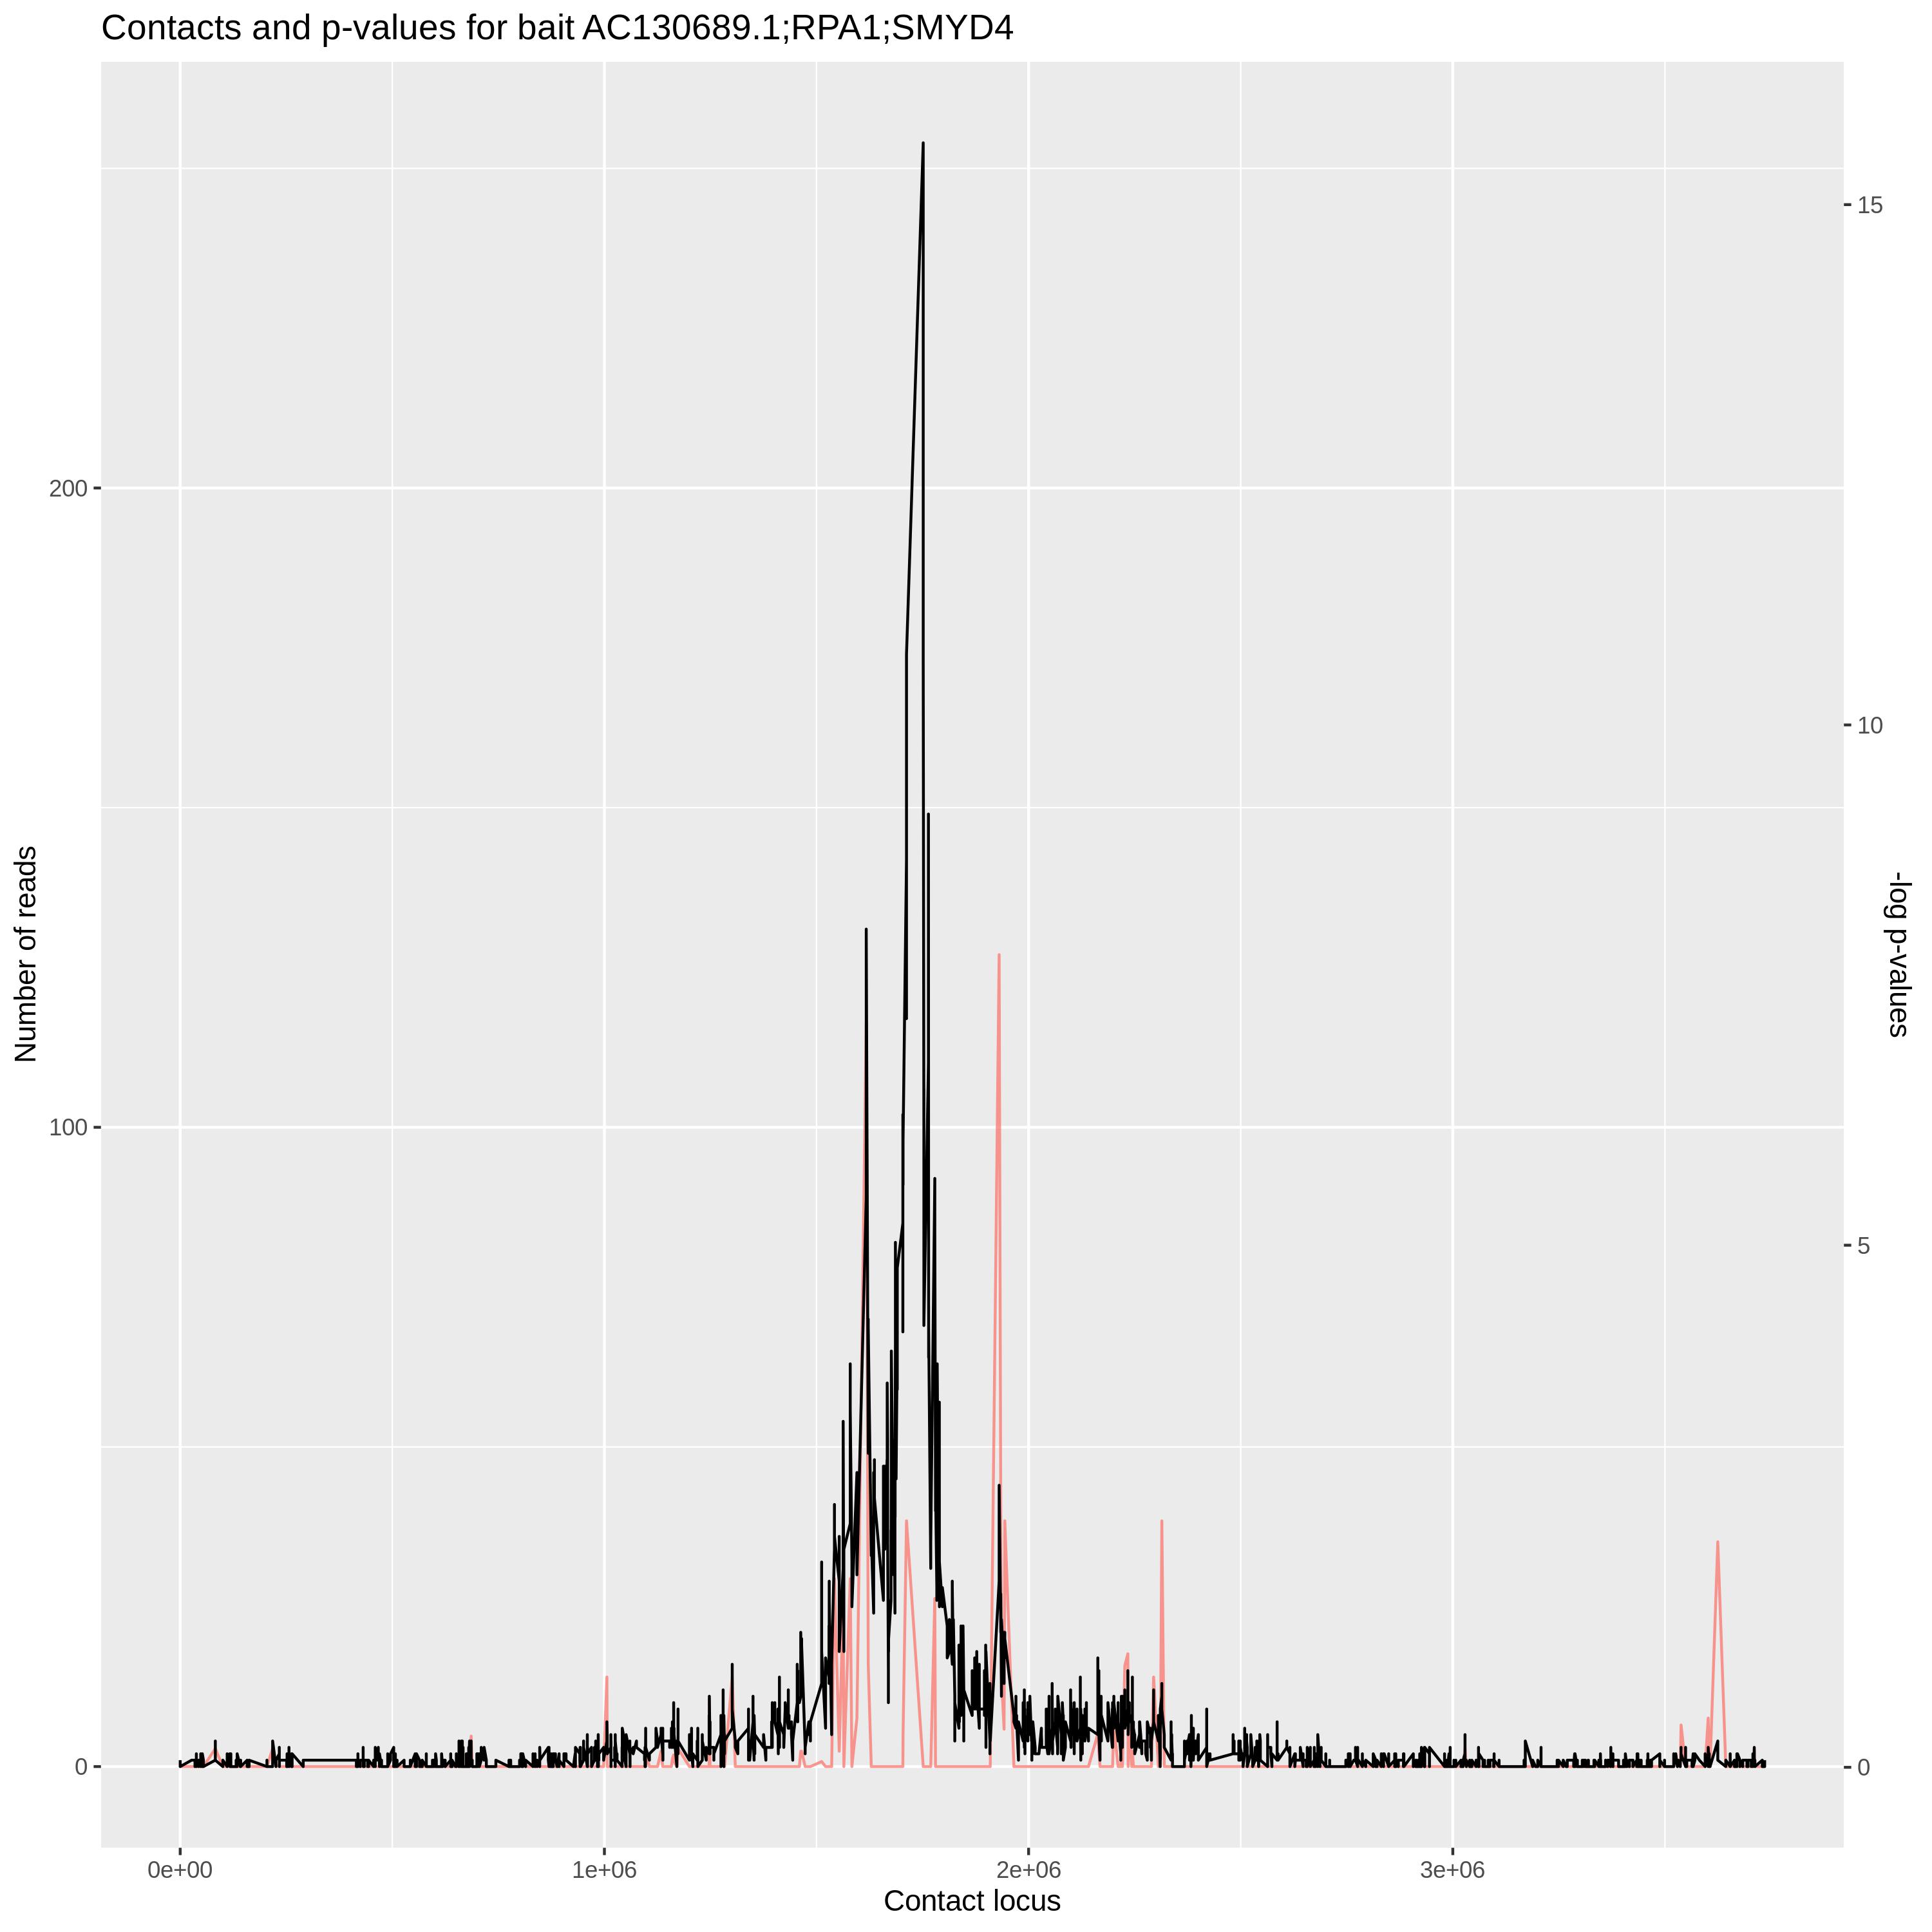 Contacts and p-values for bait AC130689.1;RPA1;SMYD4
Number of reads
200
100
0
15
10
5
0
-log p-values
0e+00
1e+06
2e+06
3e+06
Contact locus